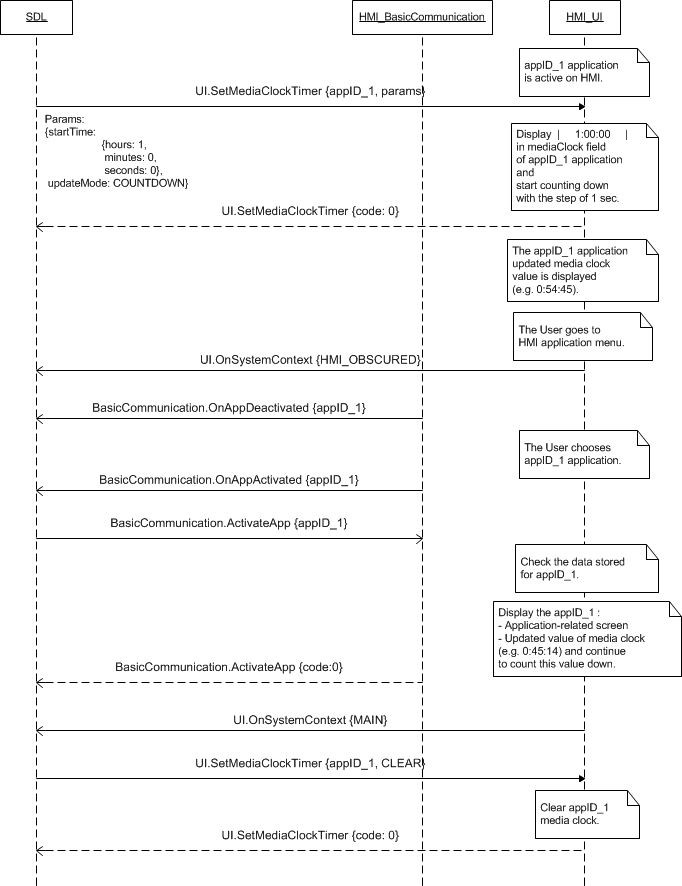 SDL
HMI_BasicCommunication
HMI_UI
appID_1 application
is active on HMI.
UI.SetMediaClockTimer {appID_1, params}
Params:
{startTime:
{hours: 1,
minutes: 0,
seconds: 0},
updateMode: COUNTDOWN}
Display | 1:00:00 |
in mediaClock field
of appID_1 application
and
start counting down
with the step of 1 sec.
UI.SetMediaClockTimer {code: 0}
The appID_1 application
updated media clock
value is displayed
(e.g. 0:54:45).
The User goes to
HMI application menu.
UI.OnSystemContext {HMI_OBSCURED}
BasicCommunication.OnAppDeactivated {appID_1}
The User chooses
appID_1 application.
BasicCommunication.OnAppActivated {appID_1}
BasicCommunication.ActivateApp {appID_1}
Check the data stored
for appID_1.
Display the appID_1 :
- Application-related screen
- Updated value of media clock
(e.g. 0:45:14) and continue
to count this value down.
BasicCommunication.ActivateApp {code:0}
UI.OnSystemContext {MAIN}
UI.SetMediaClockTimer {appID_1, CLEAR}
Clear appID_1
media clock.
UI.SetMediaClockTimer {code: 0}